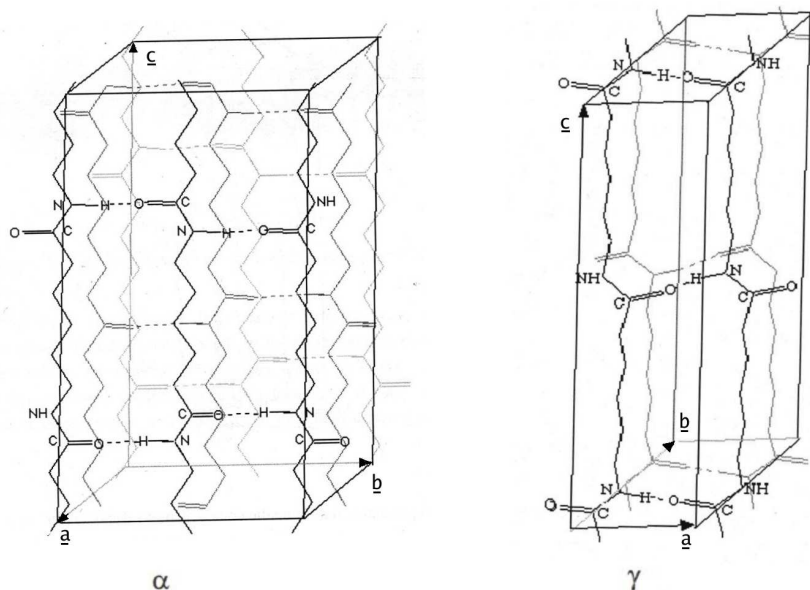 c
N H O C NH
O C N H O C
NH C O H N
C O H N C O
b
a
α
N H O C NH
O C
c
NH H N
C O C O
b
N H O C NH
O C
a
γ